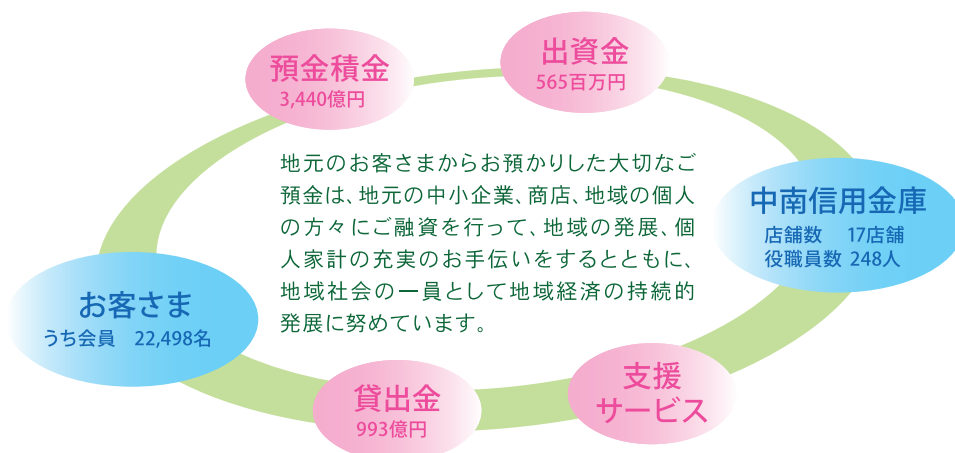 預金積金
3,440億円
出資金
565百万円
地元のお客さまからお預かりした大切なご
預金は、地元の中小企業、商店、地域の個人
の方々にご融資を行って、地域の発展、個
人家計の充実のお手伝いをするとともに、
地域社会の一員として地域経済の持続的
発展に努めています。
中南信用金庫
店舗数 17店舗
役職員数 248人
お客さま
うち会員 22,498名
貸出金
993億円
支援
サービス